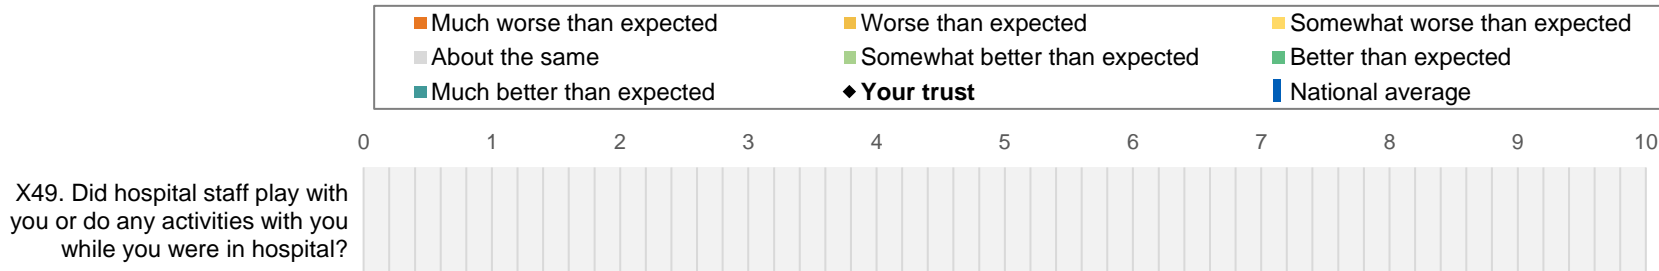 Much worse than expected Worse than expected Somewhat worse than expected
About the same Somewhat better than expected Better than expected
Much better than expected Your trust National average
0 1 2 3 4 5 6 7 8 9 10
X49. Did hospital staff play with
you or do any activities with you
while you were in hospital?